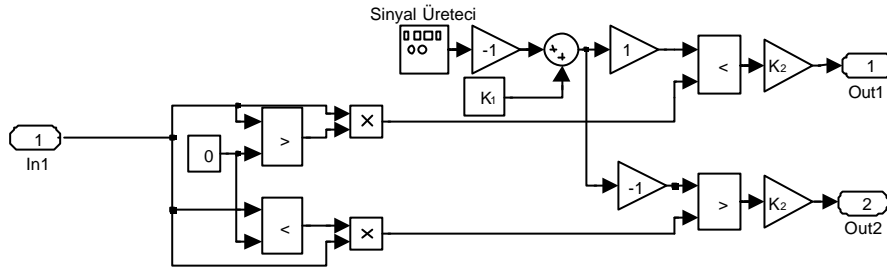 Sinyal Üreteci
-1
1
<
K₂
1
Out1
K₁
1
In1
0
>
×
-1
>
K₂
2
Out2
<
×